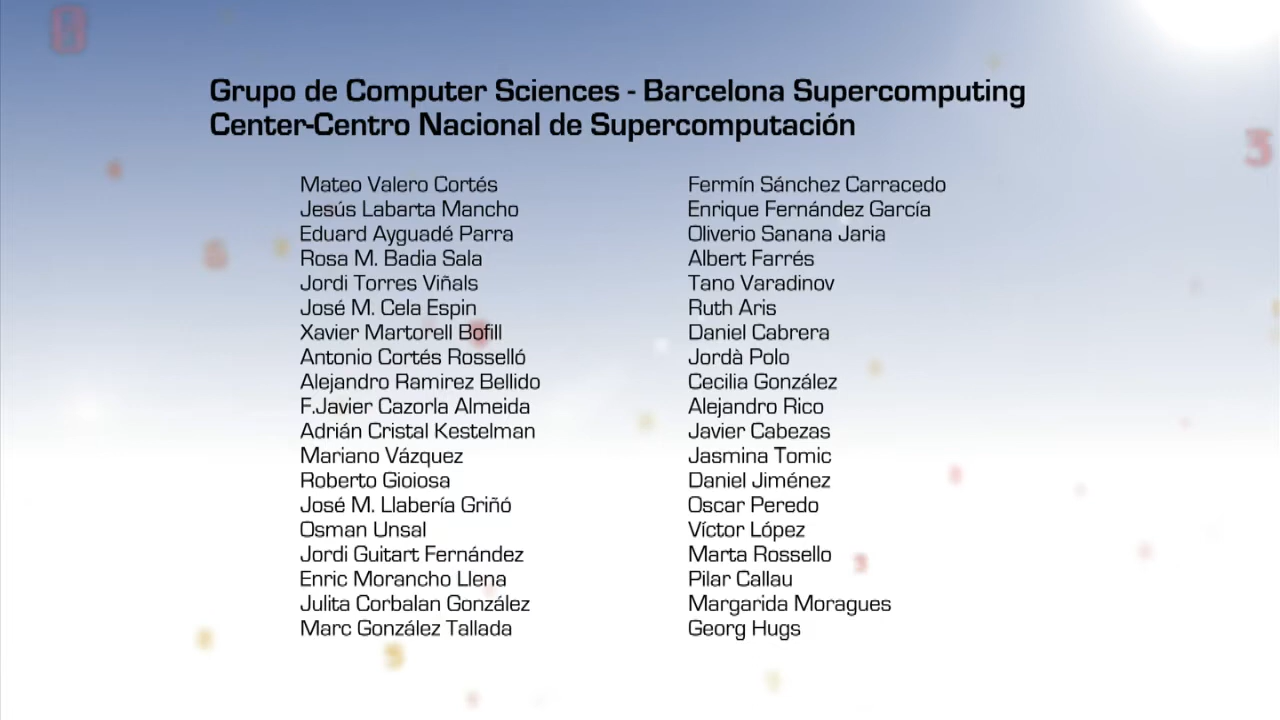 Grupo de Computer Sciences - Barcelona Supercomputing
Center-Centro Nacional de Supercomputación
Mateo Valero Cortés
Jesús Labarta Mancho
Eduard Ayguadé Parra
Rosa M. Badia Sala
Jordi Torres Viñals
José M. Cela Espin
Xavier Martorell Bofill
Antonio Cortés Rosselló
Alejandro Ramirez Bellido
F.Javier Cazorla Almeida
Adrián Cristal Kestelman
Mariano Vázquez
Roberto Gioiosa
José M. Llabería Griñó
Osman Unsal
Jordi Guitart Fernández
Enric Morancho Llena
Julita Corbalan González
Marc González Tallada
Fermín Sánchez Carracedo
Enrique Fernández García
Oliverio Sanana Jaria
Albert Farrés
Tano Varadinov
Ruth Aris
Daniel Cabrera
Jordà Polo
Cecilia González
Alejandro Rico
Javier Cabezas
Jasmina Tomic
Daniel Jiménez
Oscar Peredo
Víctor López
Marta Rossello
Pilar Callau
Margarida Moragues
Georg Hugs